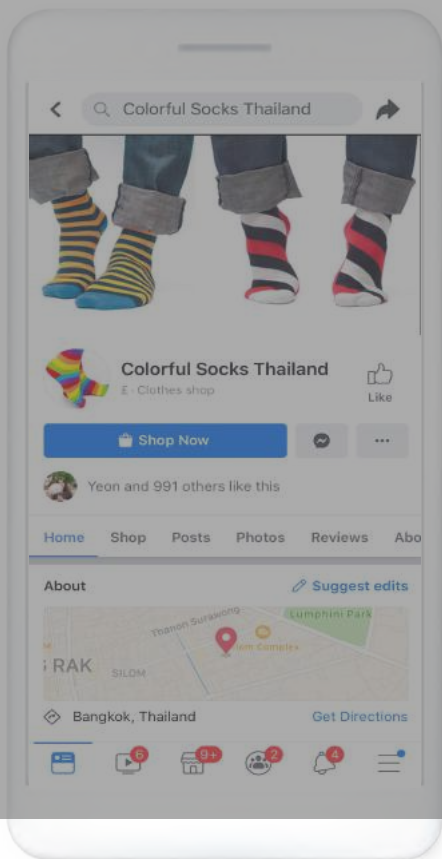 Colorful Socks Thailand
Colorful Socks Thailand
£ · Clothes shop
Like
Shop Now
Yeon and 991 others like this
Home Shop Posts Photos Reviews Abo
About
Suggest edits
Thanon Surawong
Lumphini Park
Complex
RAK
SILOM
Bangkok, Thailand
Get Directions
6
9+
2
4